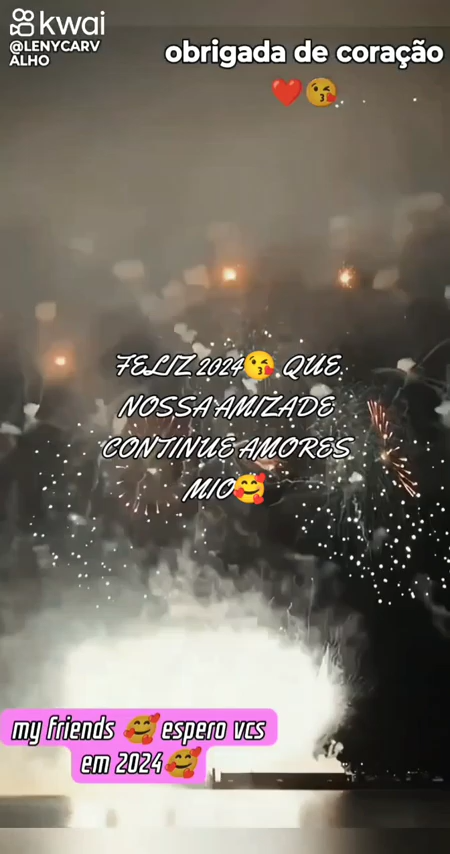 kwai
@LENYCARV
ALHO
obrigada de coração
❤️😘
FELIZ 2024😘 QUE
NOSSA AMIZADE
CONTINUE AMORES
MIO🥰
my friends 🥰 espero vcs
em 2024🥰